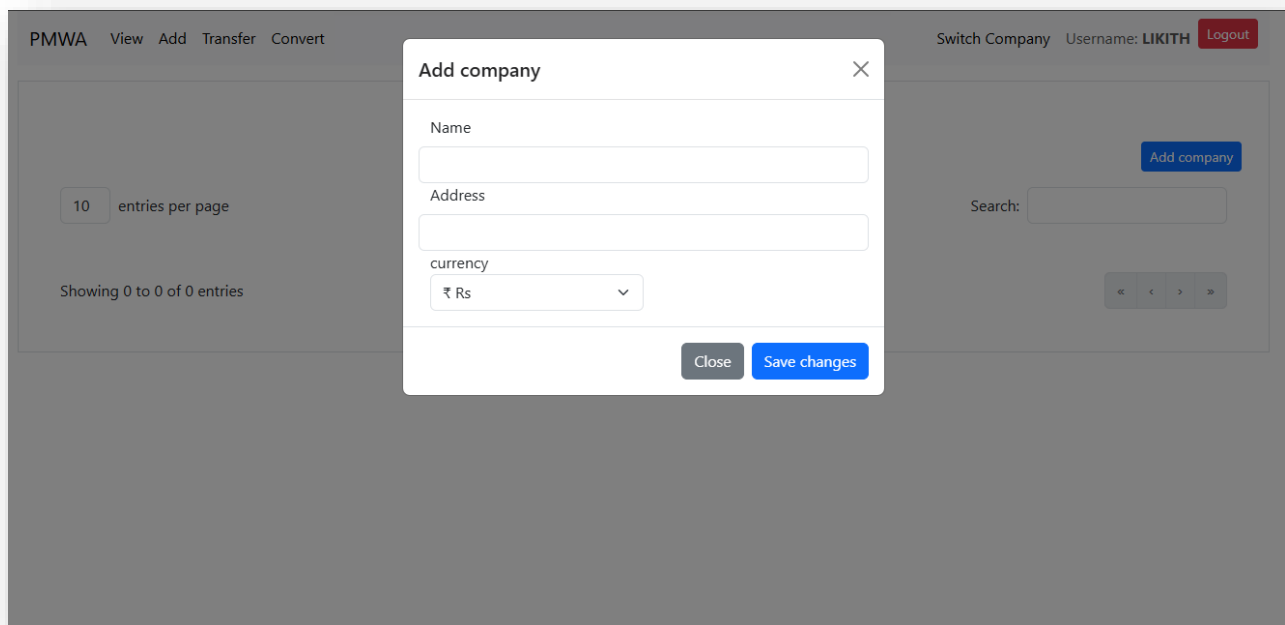 PMWA View Add Transfer Convert
Switch Company Username: LIKITH Logout
Add company
Name
Address
currency
₹ Rs
Close Save changes
Add company
10 entries per page
Search:
Showing 0 to 0 of 0 entries
« ‹ › »